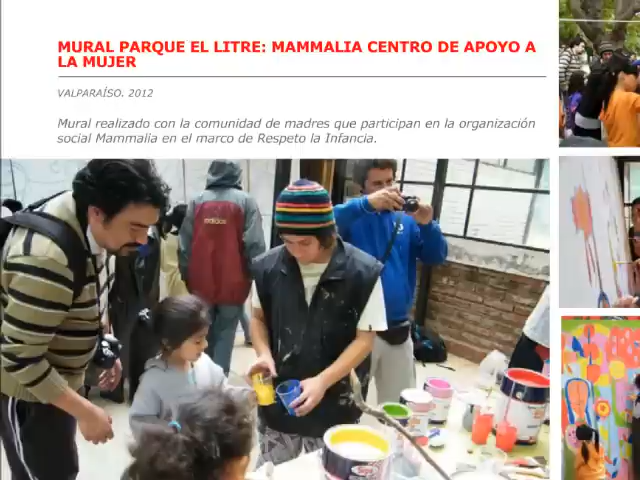 MURAL PARQUE EL LITRE: MAMMALIA CENTRO DE APOYO A
LA MUJER
VALPARAÍSO. 2012
Mural realizado con la comunidad de madres que participan en la organización
social Mammalia en el marco de Respeto la Infancia.
adidas